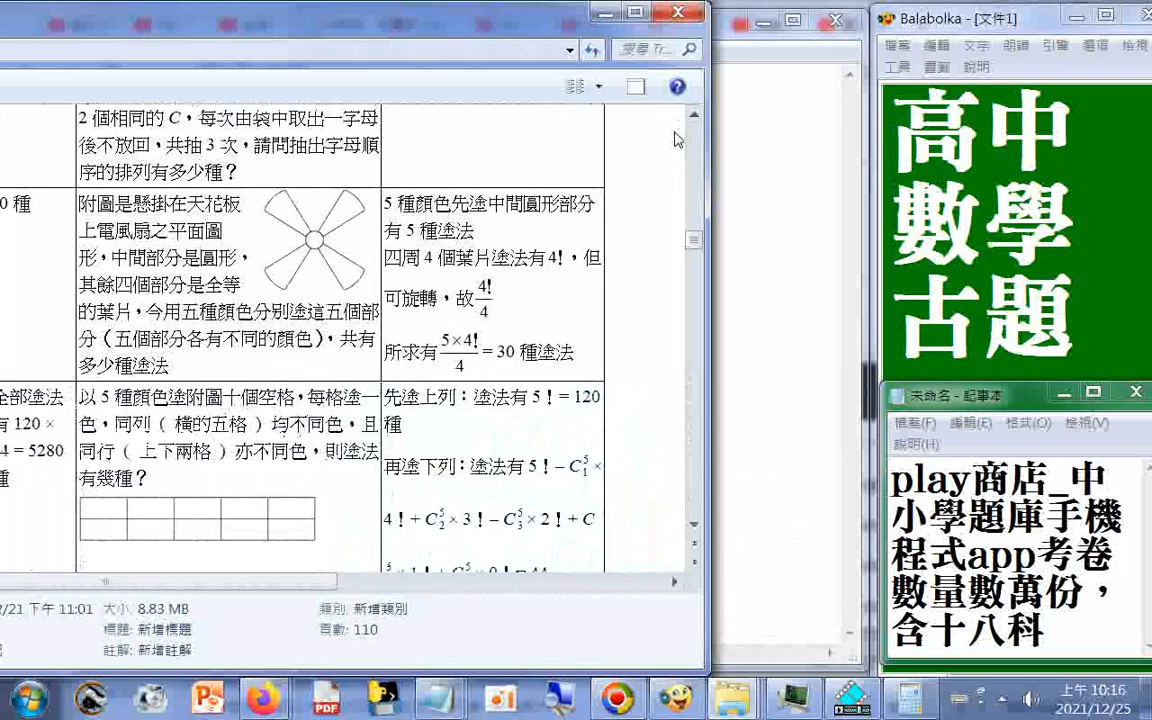 搜尋 Tr...
2 個相同的 C，每次由袋中取出一字母
後不放回，共抽 3 次，請問抽出字母順
序的排列有多少種？
0 種
附圖是懸掛在天花板
上電風扇之平面圖
形，中間部分是圓形，
其餘四個部分是全等
的葉片，今用五種顏色分別塗這五個部
分（五個部分各有不同的顏色），共有
多少種塗法
5 種顏色先塗中間圓形部分
有 5 種塗法
四周 4 個葉片塗法有 4!，但
可旋轉，故 4!/4
所求有 5×4!/4 = 30 種塗法
全部塗法
有 120 ×
4 = 5280
種
以 5 種顏色塗附圖十個空格，每格塗一
色，同列（橫的五格）均不同色，且
同行（上下兩格）亦不同色，則塗法
有幾種？
先塗上列：塗法有 5！= 120
種
再塗下列：塗法有 5！– C⁵₁ ×
4！+ C⁵₂ × 3！– C⁵₃ × 2！+ C
/21 下午 11:01 大小: 8.83 MB 類別: 新增類別
標題: 新增標題 頁數: 110
註解: 新增註解
Balabolka - [文件1]
檔案 編輯 文字 朗讀 引籤 選項 檢視
工具 書籤 說明
高中
數學
古題
未命名 - 記事本
檔案(F) 編輯(E) 格式(O) 檢視(V)
說明(H)
play商店_中
小學題庫手機
程式app考卷
數量數萬份，
含十八科
PDF
上午 10:16
2021/12/25